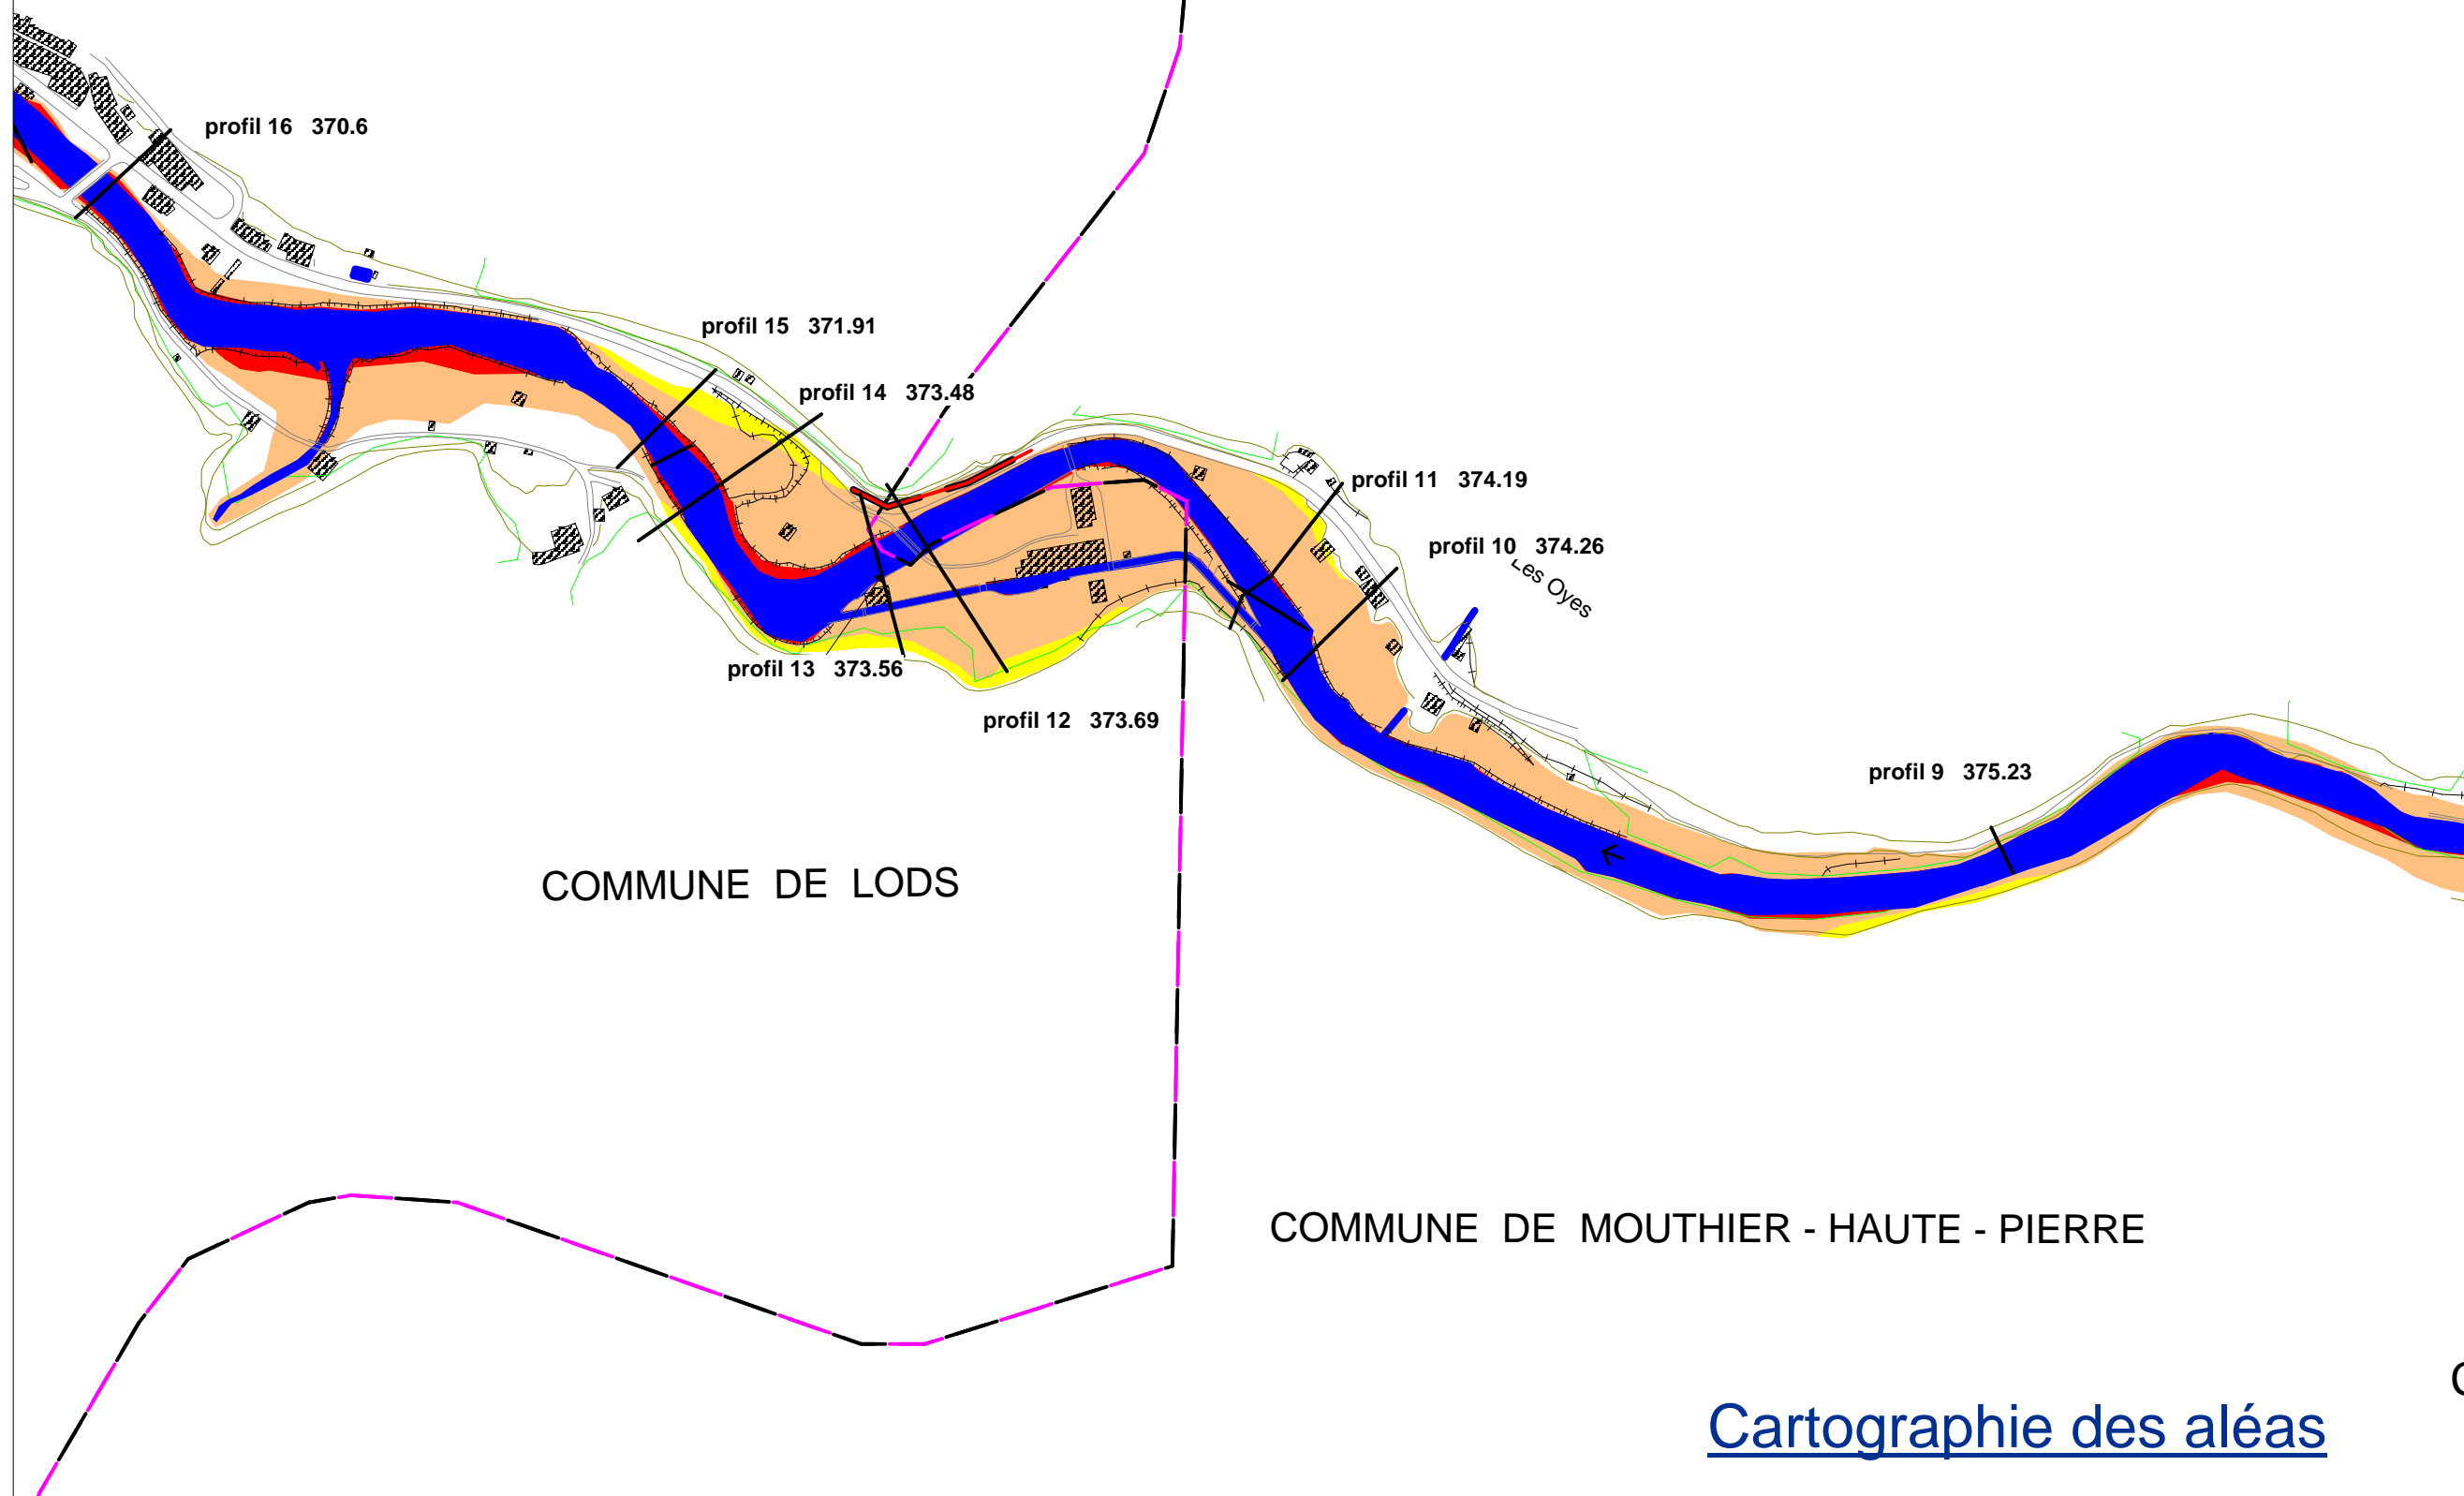 profil 16 370.6
profil 15 371.91
profil 14 373.48
profil 11 374.19
profil 10 374.26
Les Oyes
profil 13 373.56
profil 12 373.69
profil 9 375.23
COMMUNE DE LODS
COMMUNE DE MOUTHIER - HAUTE - PIERRE
Cartographie des aléas